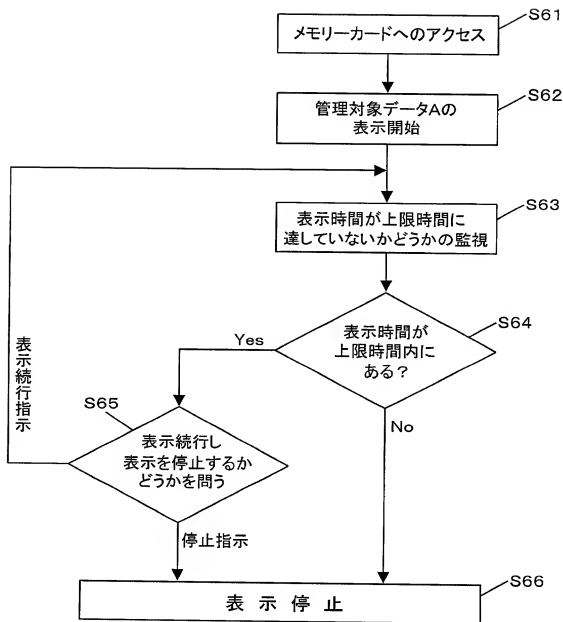 S61
メモリーカードへのアクセス
S62
管理対象データAの
表示開始
S63
表示時間が上限時間に
達していないかどうかの監視
S64
表示時間が
上限時間内に
ある?
Yes
No
表示続行指示
S65
表示続行し
表示を停止するか
どうかを問う
停止指示
S66
表示停止